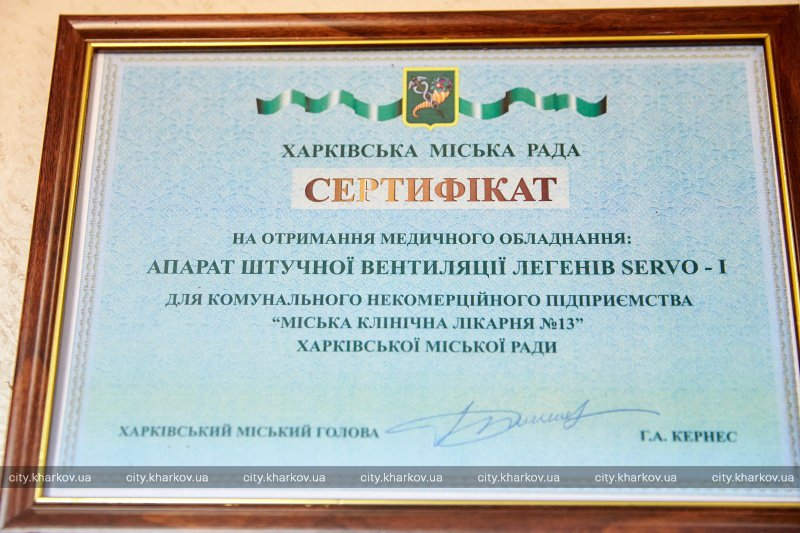 ХАРКІВСЬКА МІСЬКА РАДА
СЕРТИФІКАТ
НА ОТРИМАННЯ МЕДИЧНОГО ОБЛАДНАННЯ:
АПАРАТ ШТУЧНОЇ ВЕНТИЛЯЦІЇ ЛЕГЕНІВ SERVO - I
ДЛЯ КОМУНАЛЬНОГО НЕКОМЕРЦІЙНОГО ПІДПРИЄМСТВА
“МІСЬКА КЛІНІЧНА ЛІКАРНЯ №13”
ХАРКІВСЬКОЇ МІСЬКОЇ РАДИ
ХАРКІВСЬКИЙ МІСЬКИЙ ГОЛОВА Г.А. КЕРНЕС
city.kharkov.ua city.kharkov.ua city.kharkov.ua city.kharkov.ua city.kharkov.ua city.kharkov.ua city.kharkov.ua